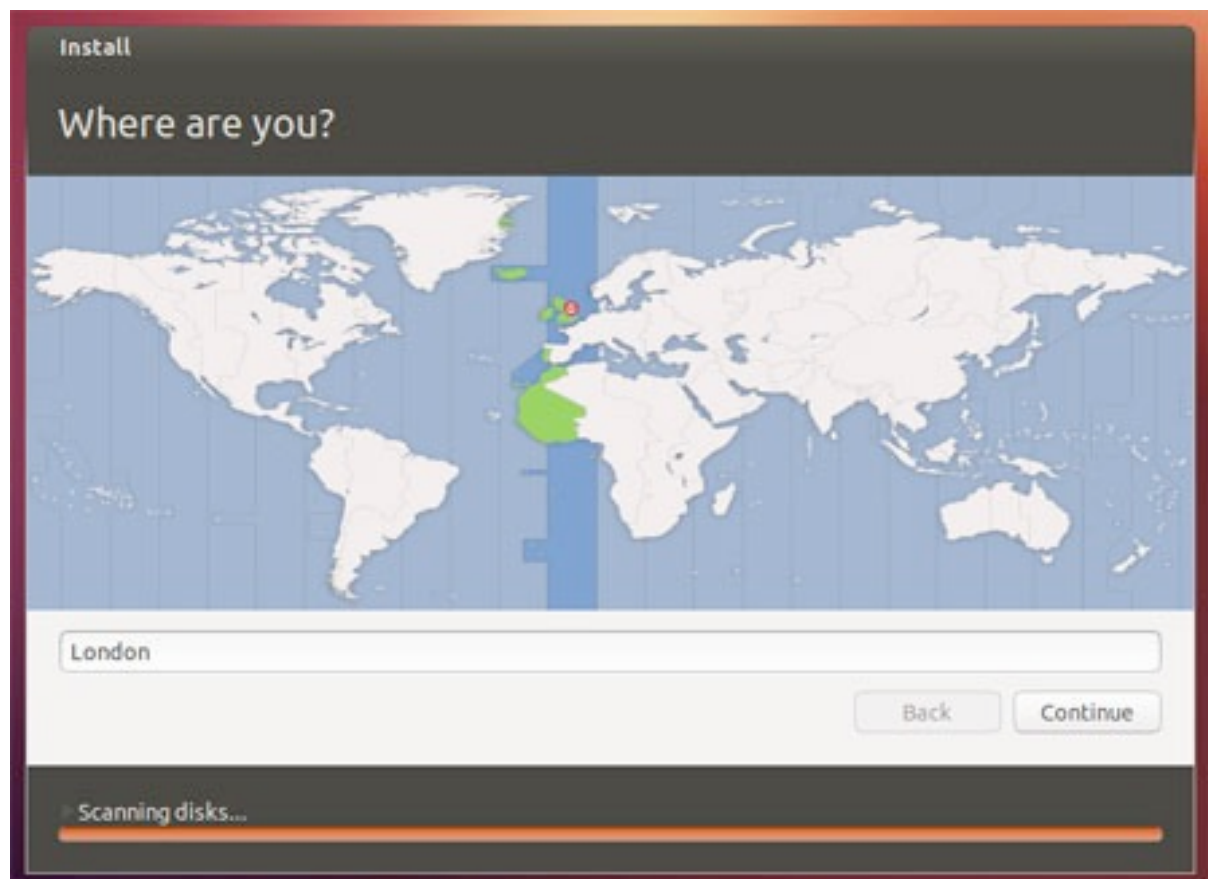 Install
Where are you?
London
Back
Continue
Scanning disks...